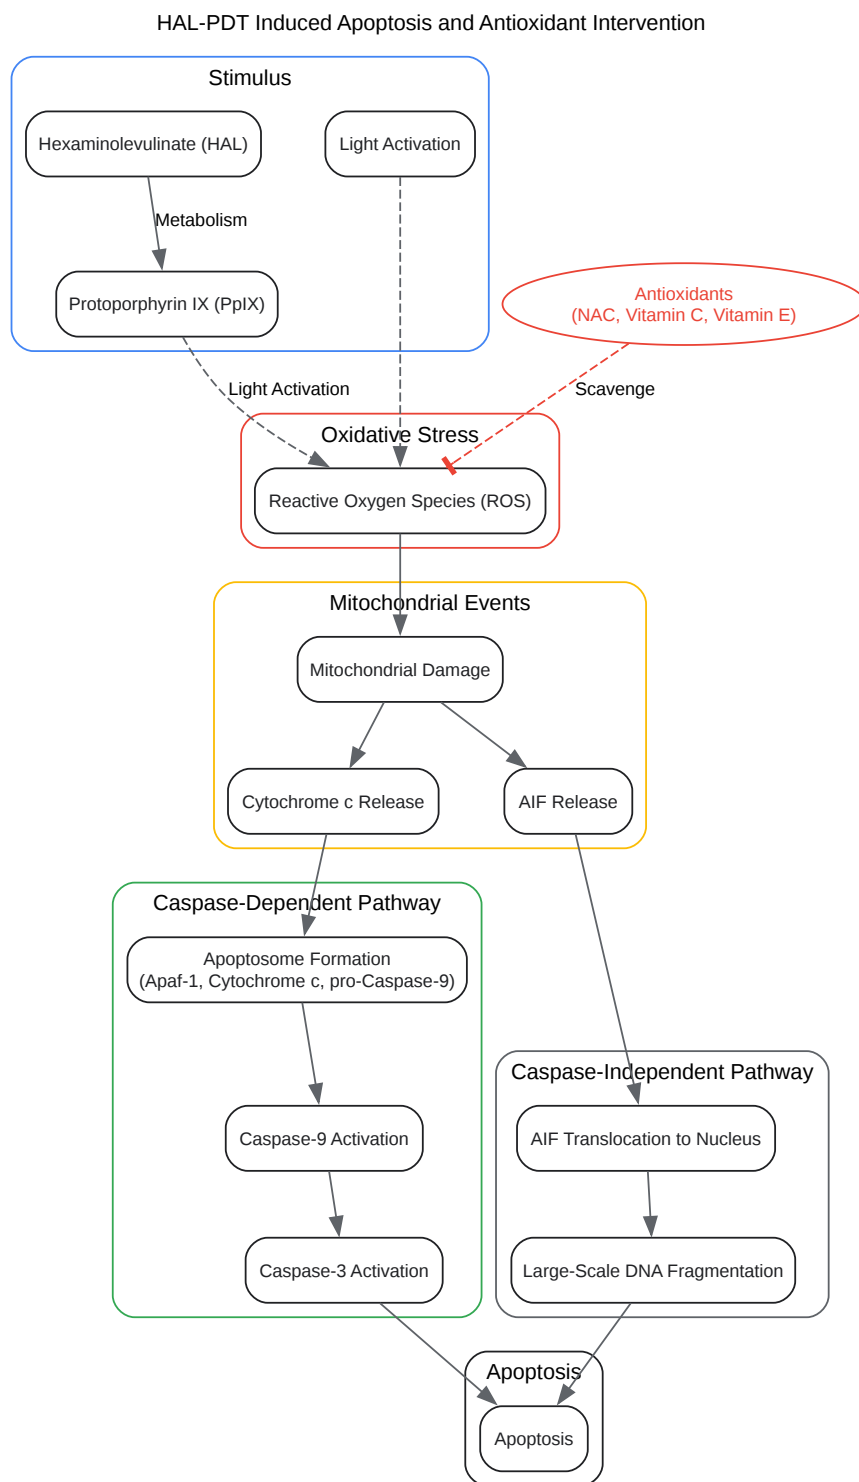 HAL-PDT Induced Apoptosis and Antioxidant Intervention
Stimulus
Hexaminolevulinate (HAL)
Light Activation
Metabolism
Protoporphyrin IX (PpIX)
Antioxidants
(NAC, Vitamin C, Vitamin E)
Light Activation
Scavenge
Oxidative Stress
Reactive Oxygen Species (ROS)
Mitochondrial Events
Mitochondrial Damage
Cytochrome c Release
AIF Release
Caspase-Dependent Pathway
Apoptosome Formation
(Apaf-1, Cytochrome c, pro-Caspase-9)
Caspase-Independent Pathway
Caspase-9 Activation
AIF Translocation to Nucleus
Caspase-3 Activation
Large-Scale DNA Fragmentation
Apoptosis
Apoptosis